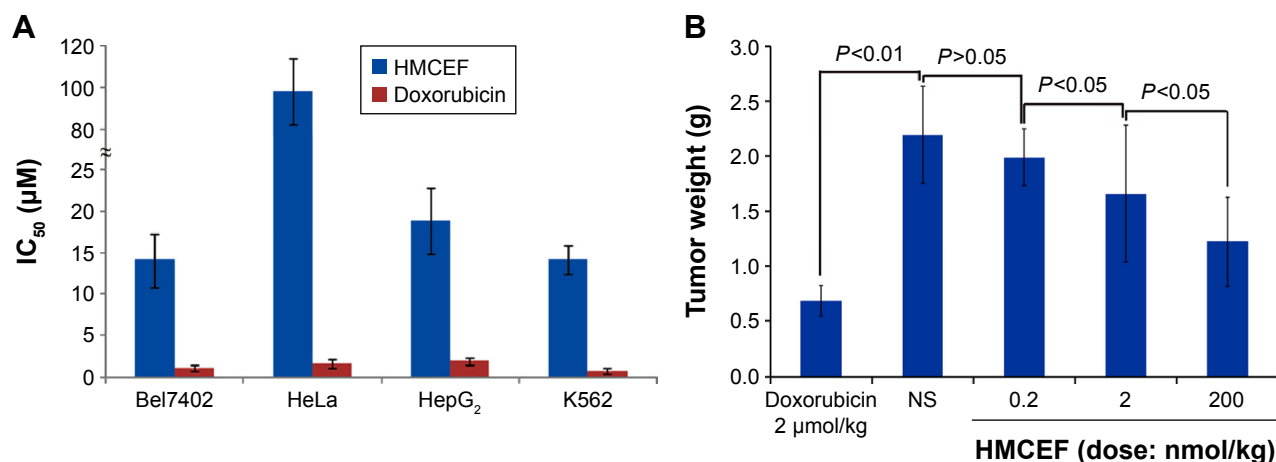 A
IC50 (µM)
120
100
80
≈
25
20
15
10
5
0
HMCEF
Doxorubicin
Bel7402
HeLa
HepG2
K562
B
Tumor weight (g)
3.0
2.5
2.0
1.5
1.0
0.5
0.0
P<0.01
P>0.05
P<0.05
P<0.05
Doxorubicin
2 µmol/kg
NS
0.2
2
200
HMCEF (dose: nmol/kg)